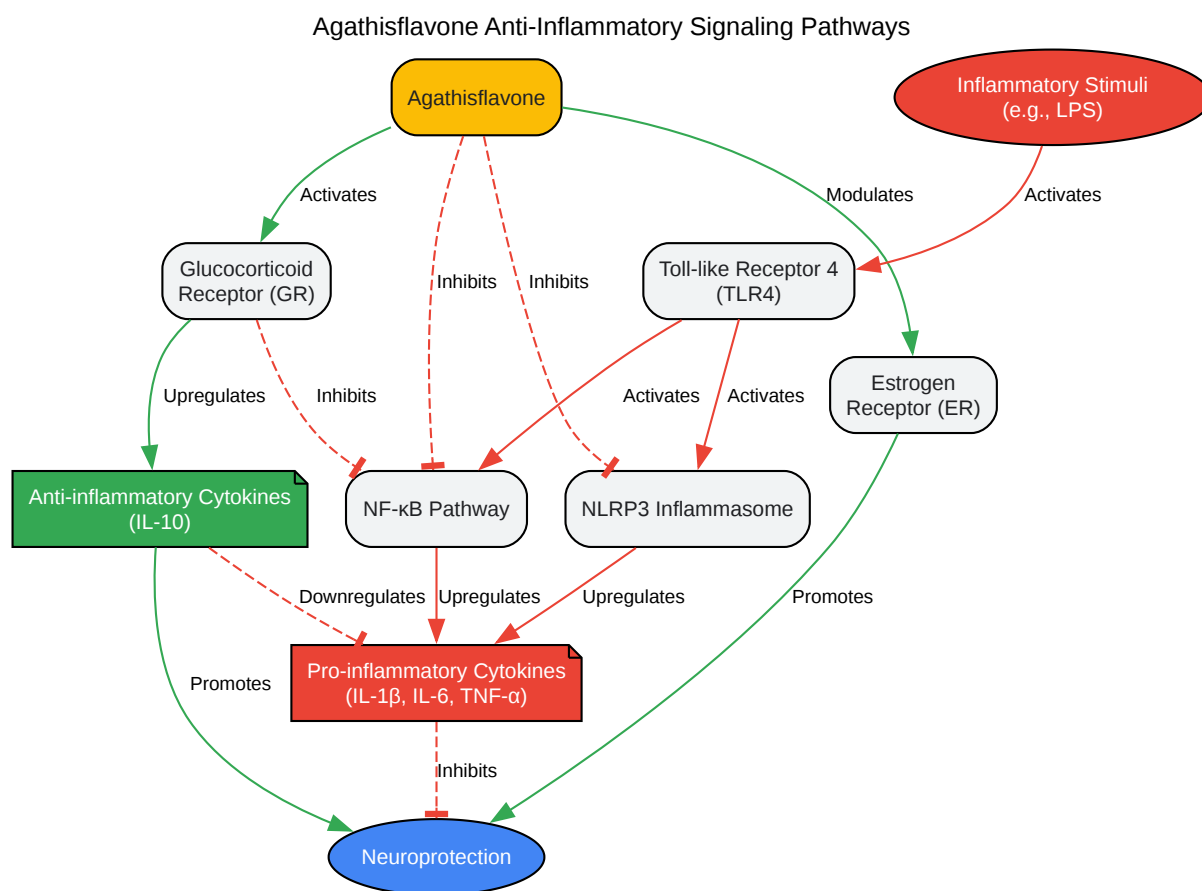 Agathisflavone Anti-Inflammatory Signaling Pathways
Agathisflavone
Inflammatory Stimuli
(e.g., LPS)
Activates
Modulates
Activates
Glucocorticoid
Receptor (GR)
Inhibits
Inhibits
Toll-like Receptor 4
(TLR4)
Upregulates
Inhibits
Activates
Activates
Estrogen
Receptor (ER)
Anti-inflammatory Cytokines
(IL-10)
NF-κB Pathway
NLRP3 Inflammasome
Downregulates
Upregulates
Upregulates
Promotes
Promotes
Pro-inflammatory Cytokines
(IL-1β, IL-6, TNF-α)
Inhibits
Neuroprotection